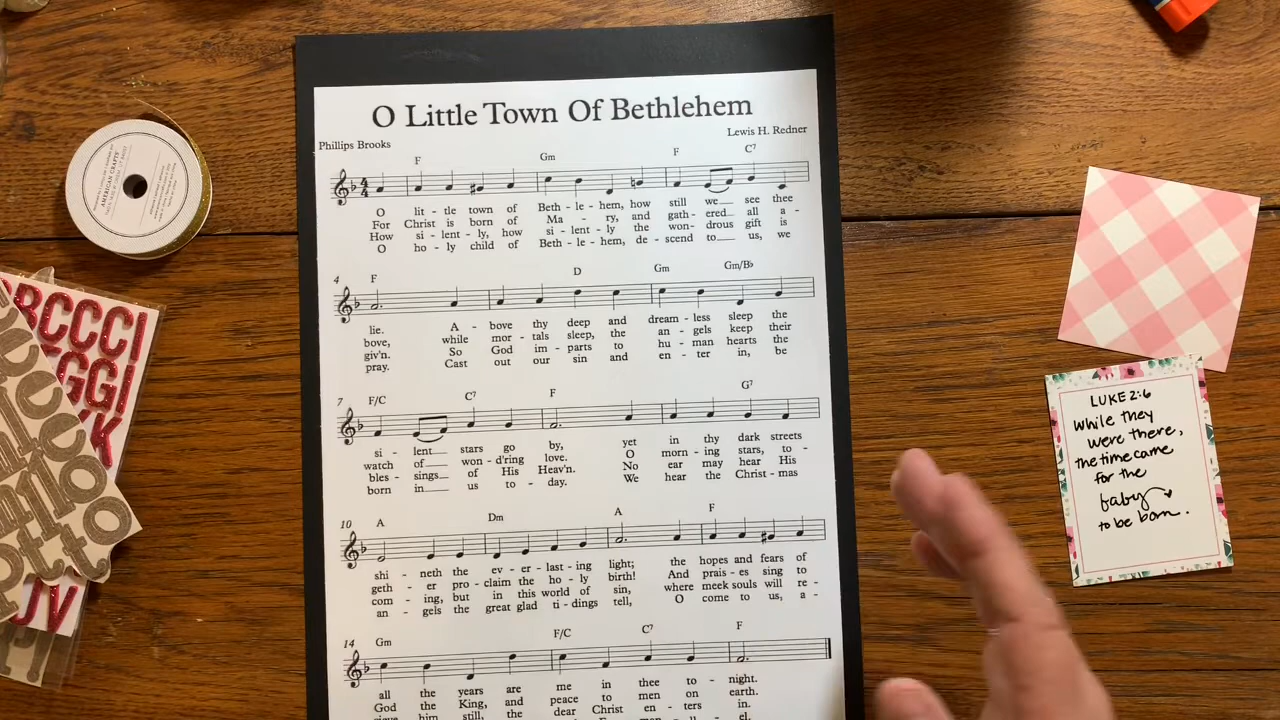 O Little Town Of Bethlehem
Phillips Brooks
Lewis H. Redner
F Gm F C7
O lit - tle town of Beth - le - hem, how still we see thee
For Christ is born of Ma - ry, and gath - ered all a -
How si - lent - ly, how si - lent - ly the won - drous gift is
O ho - ly child of Beth - le - hem, de - scend to us, we
4 F D Gm Gm/B♭
lie. A - bove thy deep and dream - less sleep the
bove, while mor - tals sleep, the an - gels keep their
giv'n. So God im - parts to hu - man hearts the
pray. Cast out our sin and en - ter in, be
7 F/C C7 F G7
si - lent stars go by, yet in thy dark streets
watch of won - d'ring love. O morn - ing stars, to -
bles - sings of His Heav'n. No ear may hear His
born in us to - day. We hear the Christ - mas
10 A Dm A F
shi - neth the ev - er - last - ing light; the hopes and fears of
geth - er pro - claim the ho - ly birth! And prais - es sing to
com - ing, but in this world of sin, where meek souls will re -
an - gels the great glad ti - dings tell, O come to us, a -
14 Gm F/C C7 F
all the years are me in thee to - night.
God the King, and peace to men on earth.
him still, the dear Christ en - ters in.
el.
AMERICAN CRAFTS
BCCCI
GGI
K
JV
LUKE 2:6
While they
were there,
the time came
for the
baby
to be born.